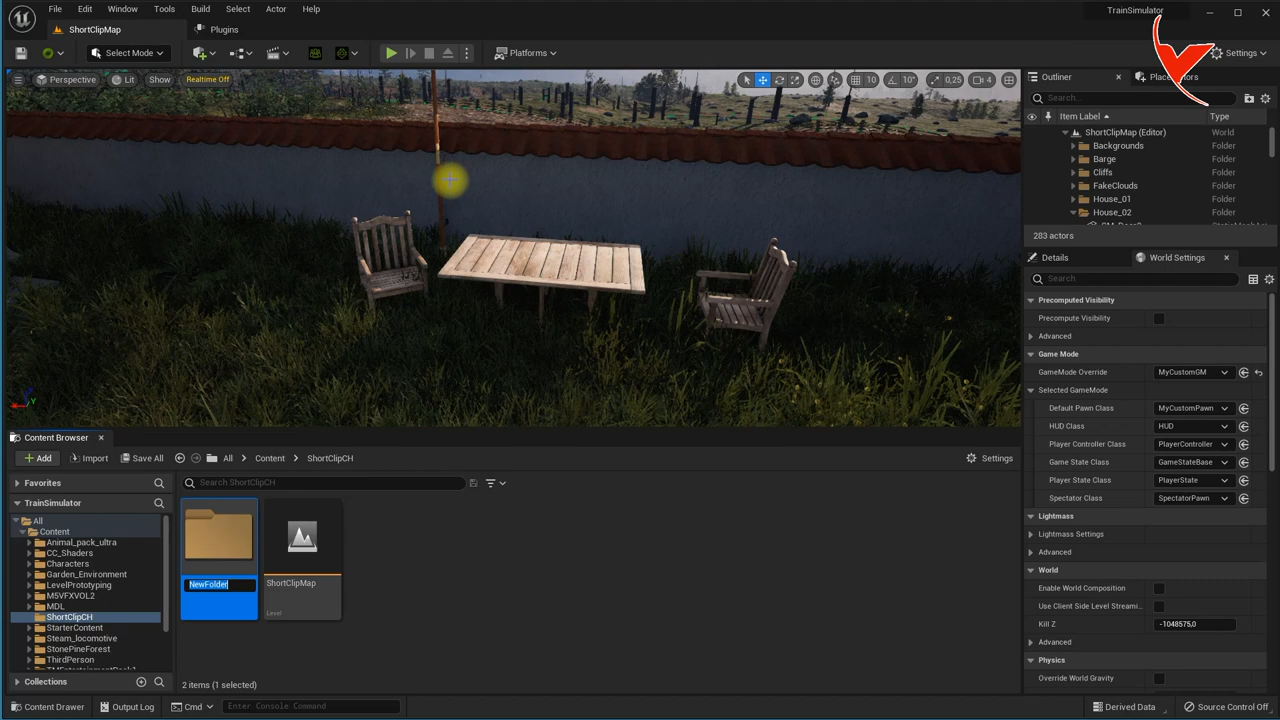 File Edit Window Tools Build Select Actor Help
TrainSimulator
ShortClipMap Plugins
Select Mode Platforms Settings
Perspective Lit Show Realtime Off 10 10° 0,25 4
Outliner Place Actors
Search...
Item Label Type
ShortClipMap (Editor) World
Backgrounds Folder
Barge Folder
Cliffs Folder
FakeClouds Folder
House_01 Folder
House_02 Folder
283 actors
Details World Settings
Search
Precomputed Visibility
Precompute Visibility
Advanced
Game Mode
GameMode Override MyCustomGM
Selected GameMode
Default Pawn Class MyCustomPawn
HUD Class HUD
Player Controller Class PlayerController
Game State Class GameStateBase
Player State Class PlayerState
Spectator Class SpectatorPawn
Lightmass
Lightmass Settings
Advanced
World
Enable World Composition
Use Client Side Level Streami...
Kill Z -1048575,0
Advanced
Physics
Override World Gravity
Content Browser
Add Import Save All All Content ShortClipCH Settings
Favorites
Search ShortClipCH
TrainSimulator
All
Content
Animal_pack_ultra
CC_Shaders
Characters
Garden_Environment
LevelPrototyping
M5VFXVOL2
MDL
ShortClipCH
StarterContent
Steam_locomotive
StonePineForest
ThirdPerson
Collections
NewFolder
ShortClipMap
Level
2 items (1 selected)
Content Drawer Output Log Cmd Enter Console Command Derived Data Source Control Off